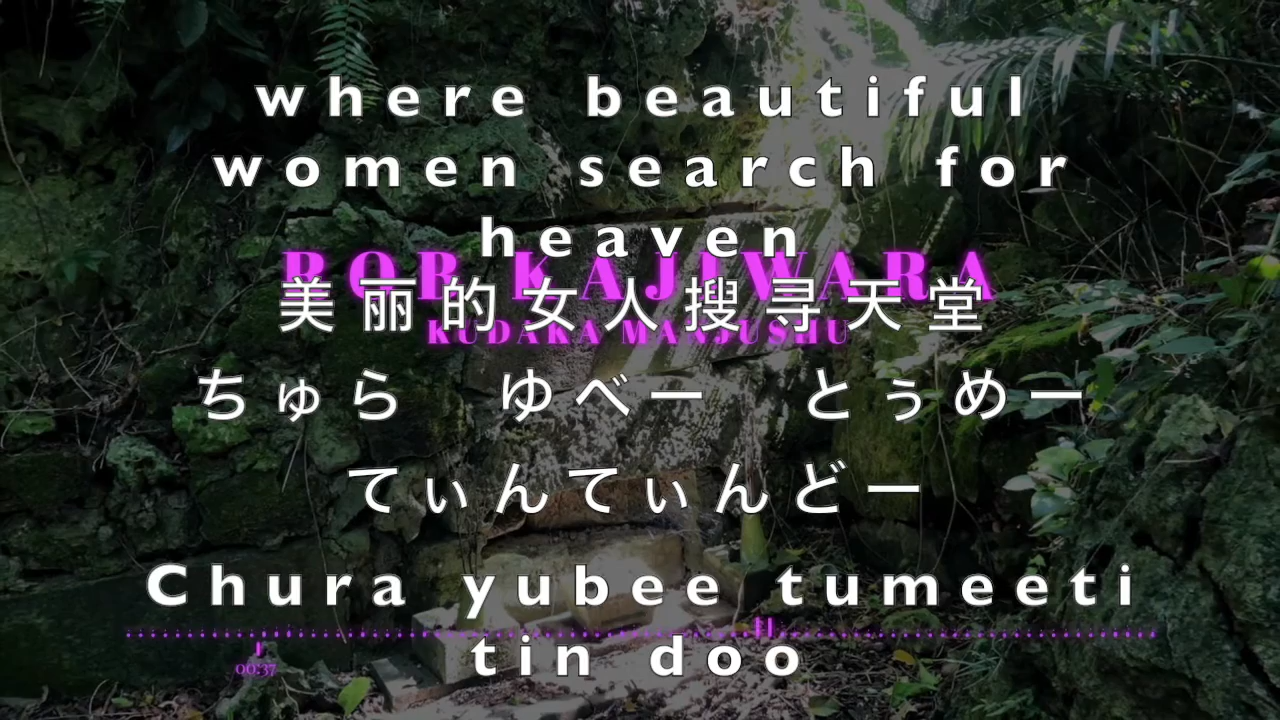 where beautiful
women search for
heaven
ROB KAJIWARA
美丽的女人搜寻天堂
KUDAKA MANJUSHU
ちゅら　ゆべー　とぅめー
てぃんてぃんどー
Chura yubee tumeeti
tin doo
00:37